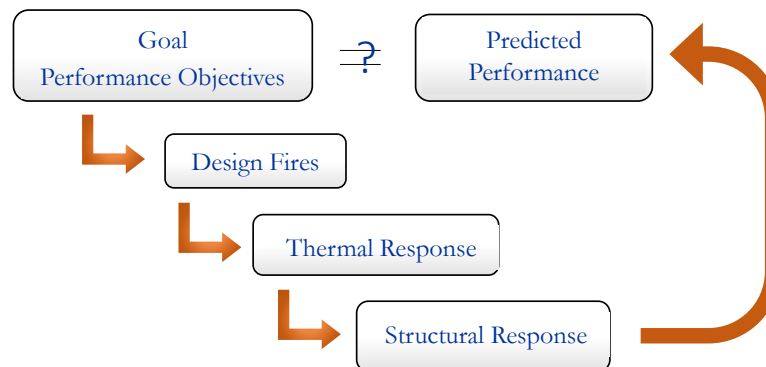 Goal
Performance Objectives
?
Predicted
Performance
Design Fires
Thermal Response
Structural Response